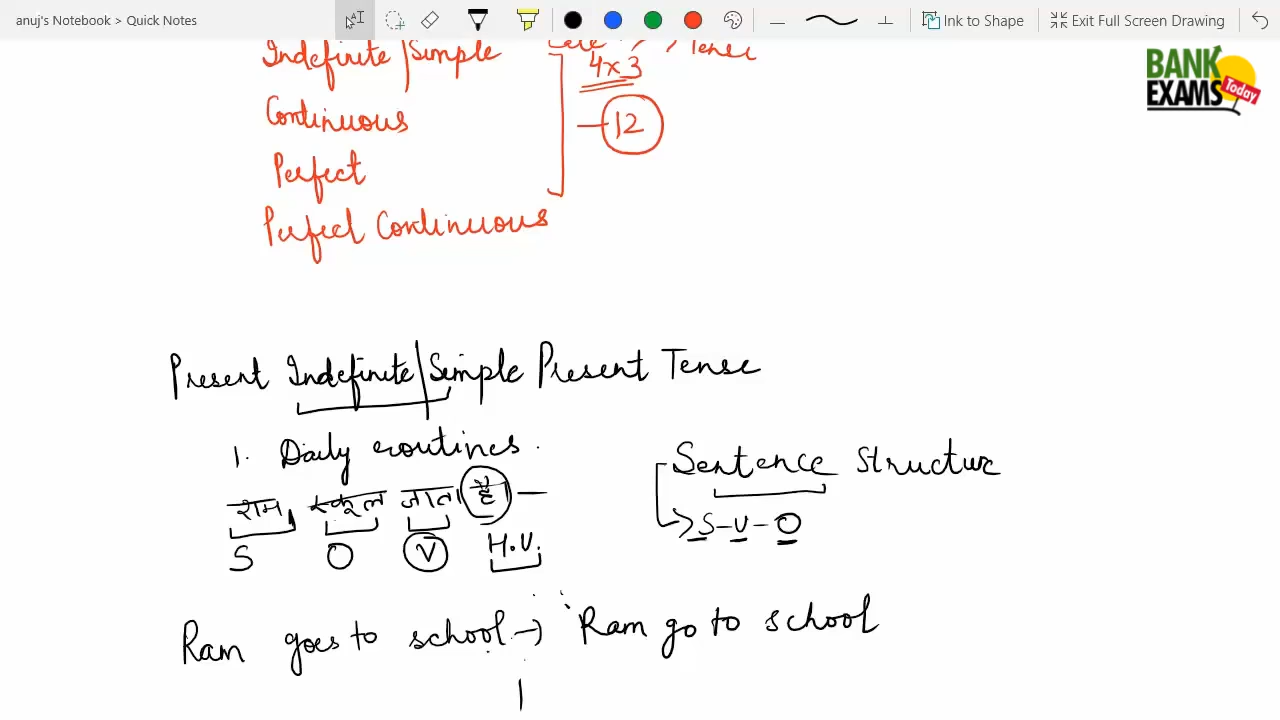 anuj's Notebook > Quick Notes
Ink to Shape
Exit Full Screen Drawing
BANK
EXAMS
Today
Indefinite / Simple
Tense
4x3
Continuous
12
Perfect
Perfect Continuous
Present Indefinite/Simple Present Tense
1. Daily routines.
Sentence Structure
राम स्कूल जाता है —
S-V-O
S O V H.V.
Ram goes to school → Ram go to school